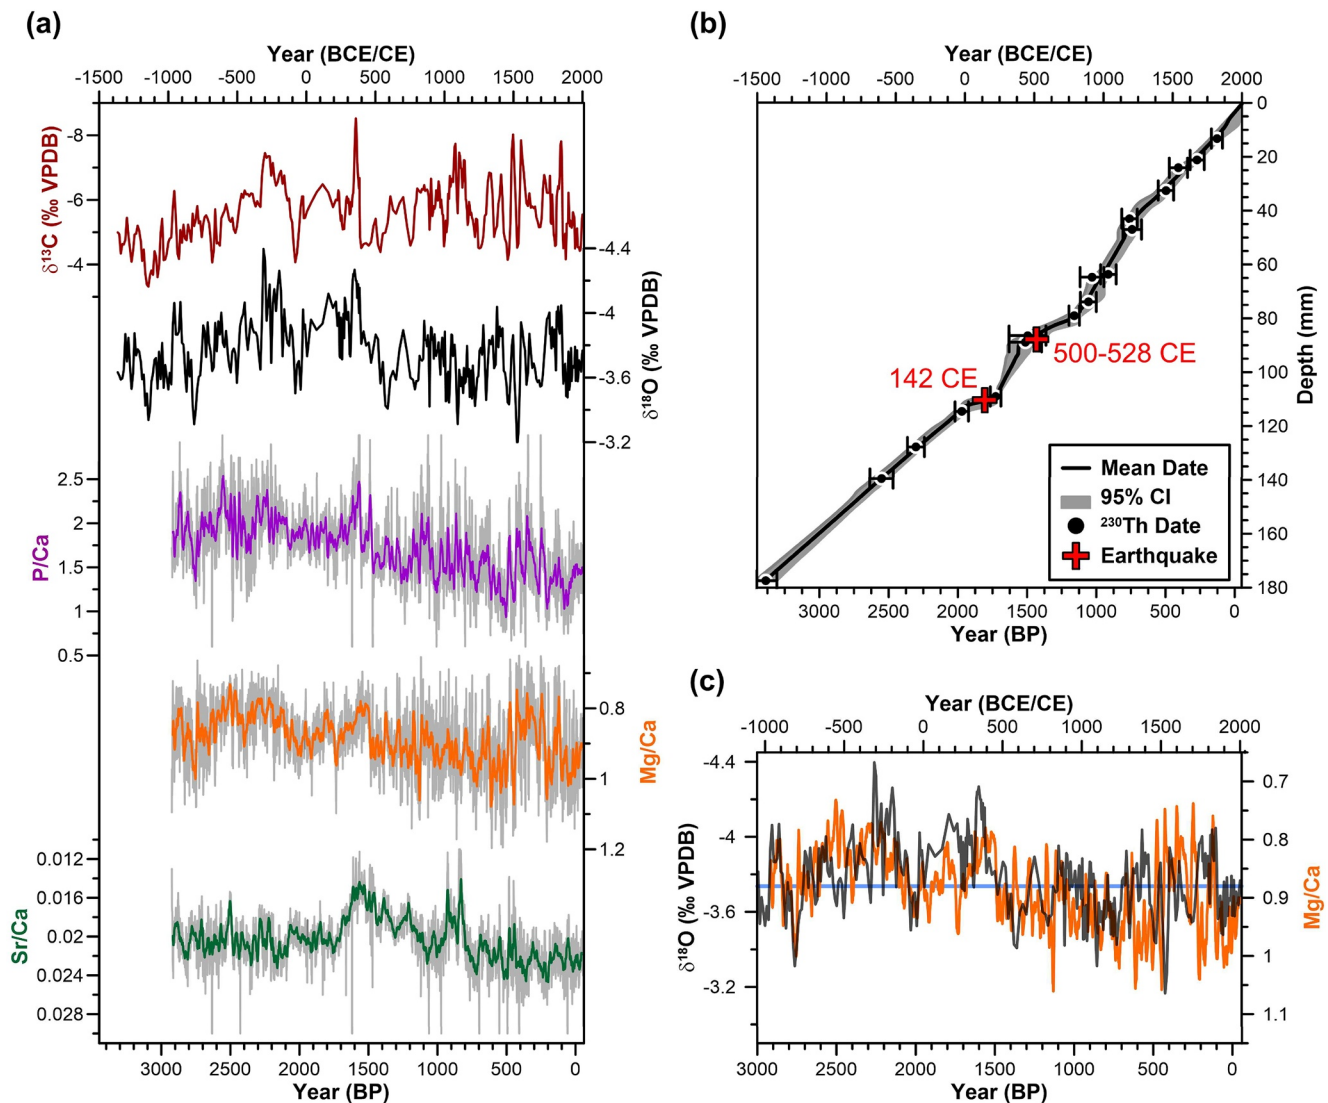 (a)
Year (BCE/CE)
-1500 -1000 -500 0 500 1000 1500 2000
δ¹³C (‰ VPDB)
-8
-6
-4
-4.4
-4
-3.6
-3.2
δ¹⁸O (‰ VPDB)
P/Ca
2.5
2
1.5
1
0.5
0.8
1
1.2
Mg/Ca
Sr/Ca
0.012
0.016
0.02
0.024
0.028
3000 2500 2000 1500 1000 500 0
Year (BP)
(b)
Year (BCE/CE)
-1500 -1000 -500 0 500 1000 1500 2000
0
20
40
60
80
100
120
140
160
180
Depth (mm)
500-528 CE
142 CE
Mean Date
95% CI
²³⁰Th Date
Earthquake
3000 2500 2000 1500 1000 500 0
Year (BP)
(c)
Year (BCE/CE)
-1000 -500 0 500 1000 1500 2000
δ¹⁸O (‰ VPDB)
-4.4
-4
-3.6
-3.2
0.7
0.8
0.9
1
1.1
Mg/Ca
3000 2500 2000 1500 1000 500 0
Year (BP)